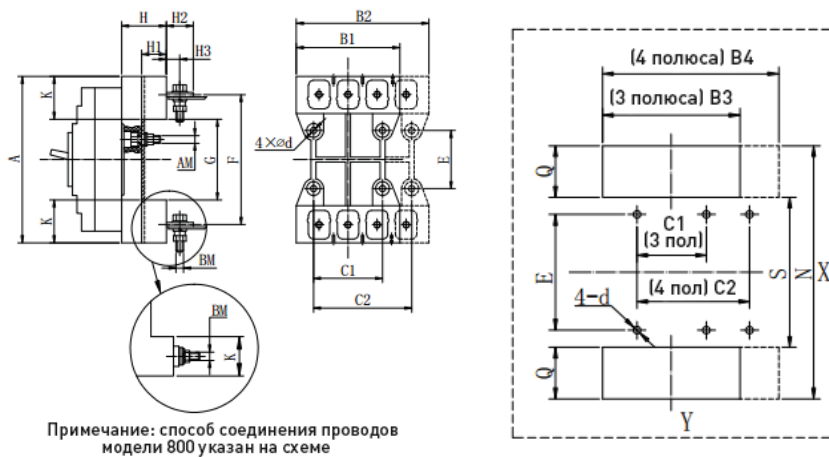 H
H2
H1
H3
K
A
K
AM
G
F
BM
BM
K
B2
B1
4×ød
E
C1
C2
Примечание: способ соединения проводов
модели 800 указан на схеме
(4 полюса) B4
(3 полюса) B3
Q
C1
(3 пол)
(4 пол) C2
E
4-d
S
N
X
Q
Y